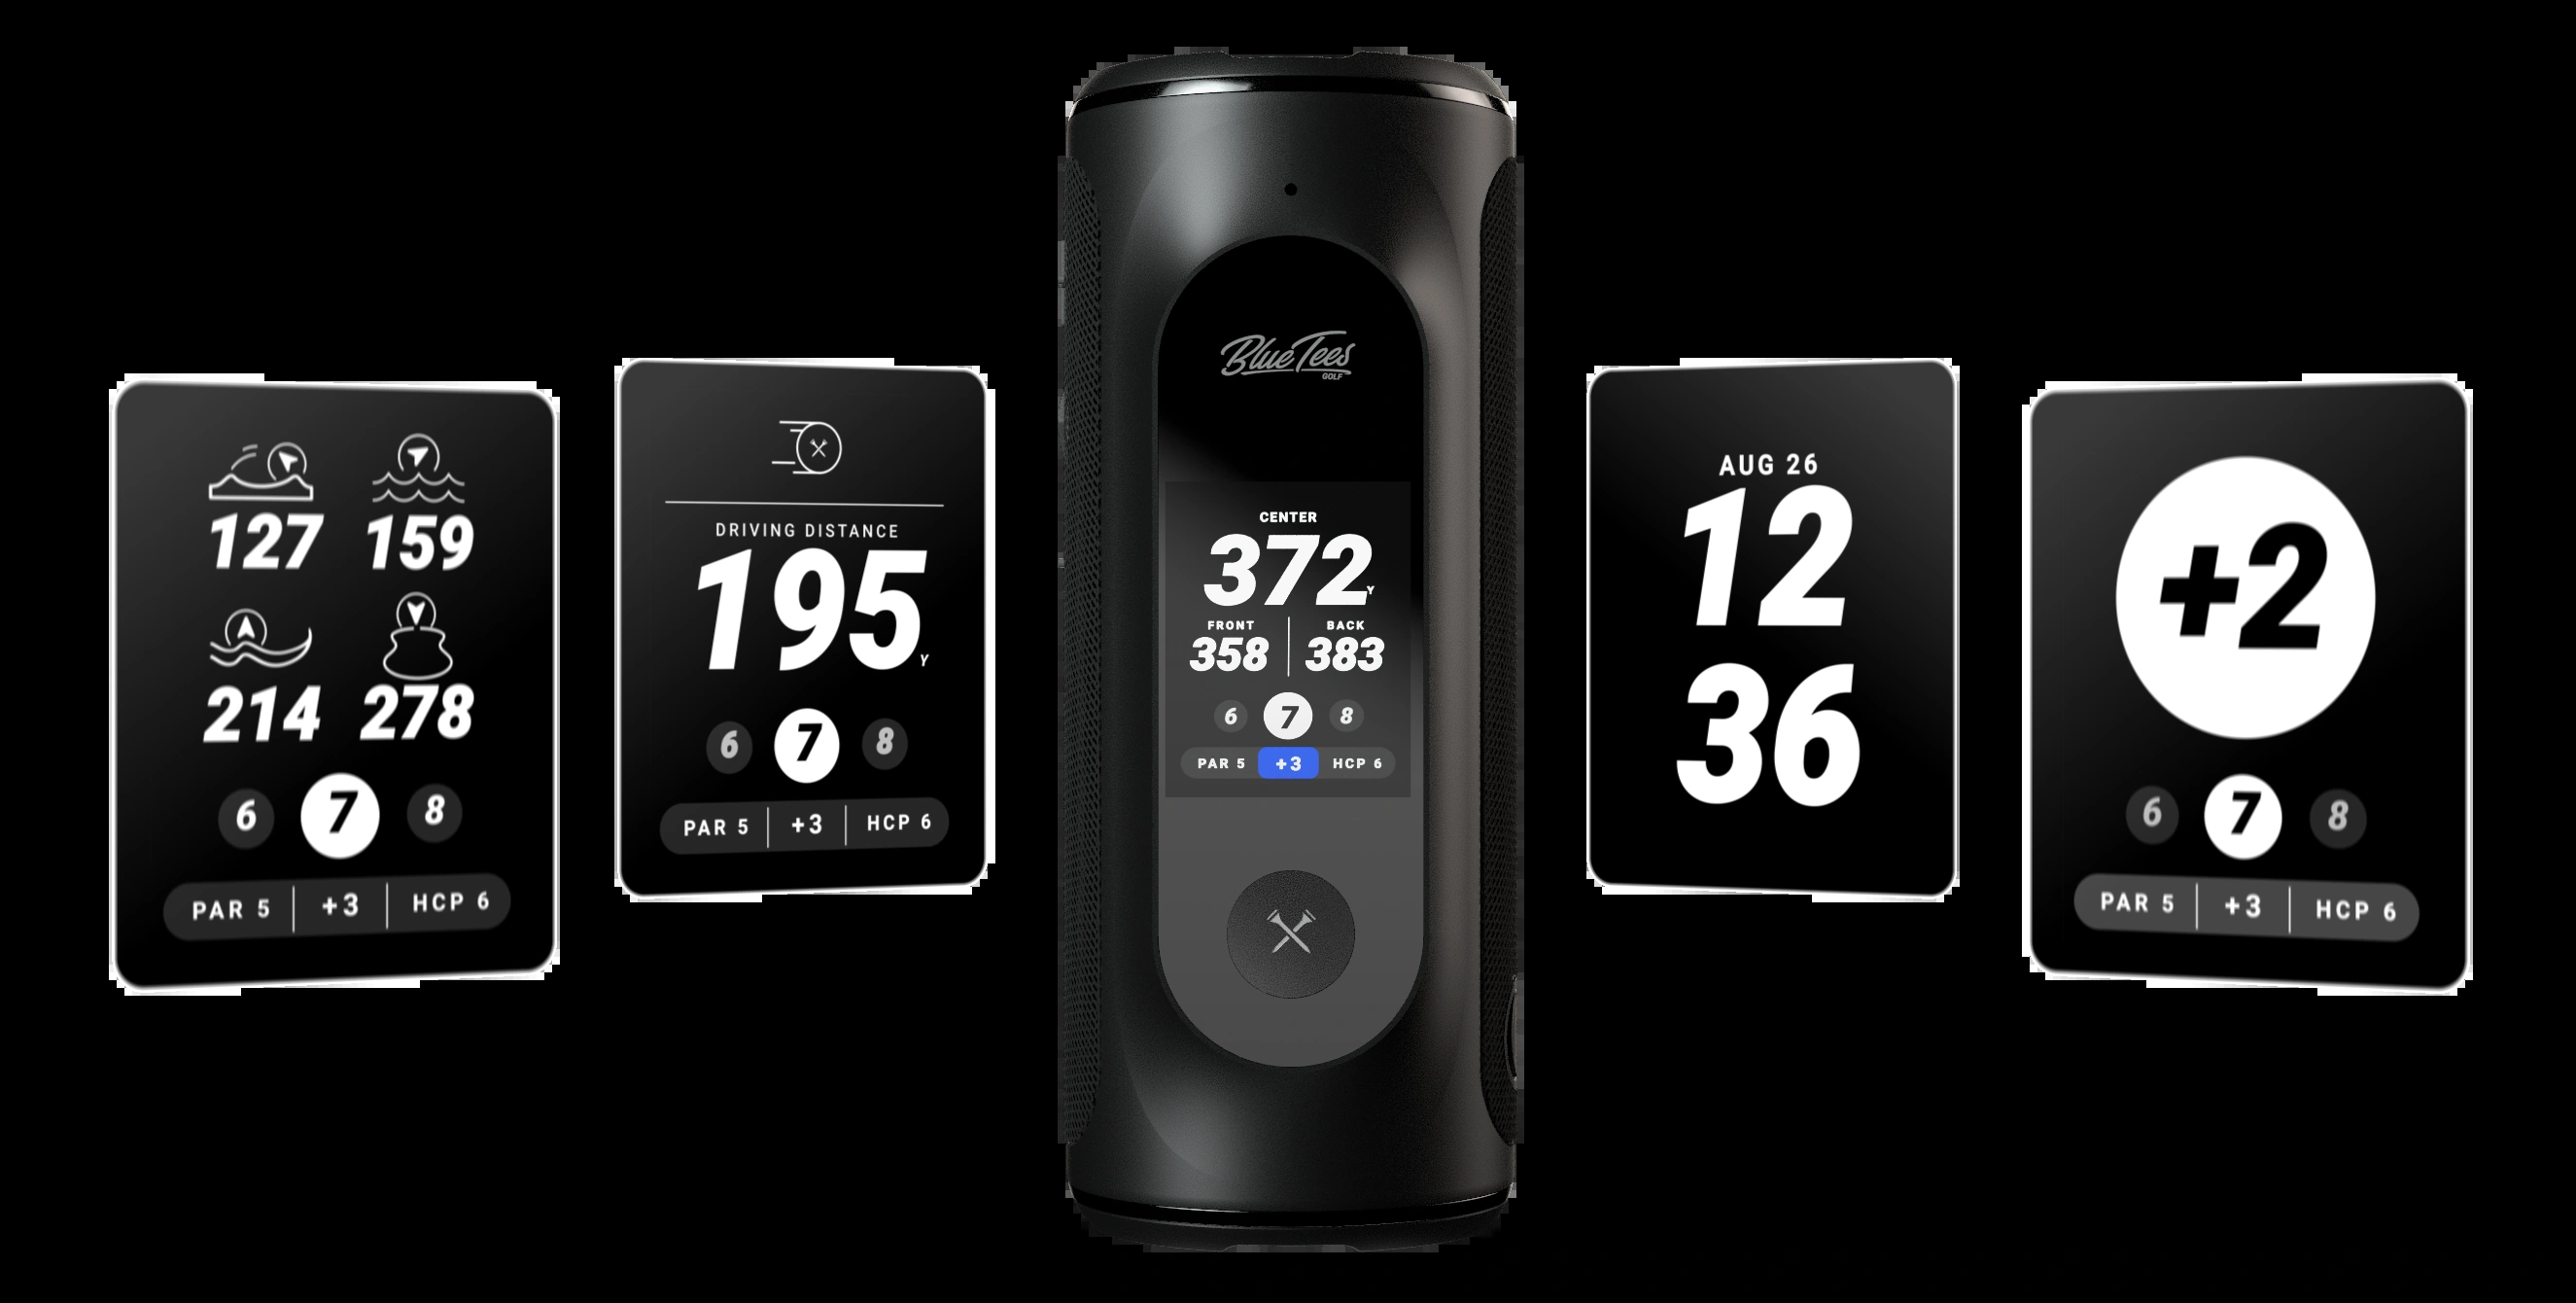 127 159
214 278
6 7 8
PAR 5 +3 HCP 6
DRIVING DISTANCE
195Y
6 7 8
PAR 5 +3 HCP 6
Blue Tees
GOLF
CENTER
372Y
FRONT BACK
358 383
6 7 8
PAR 5 +3 HCP 6
AUG 26
12
36
+2
6 7 8
PAR 5 +3 HCP 6